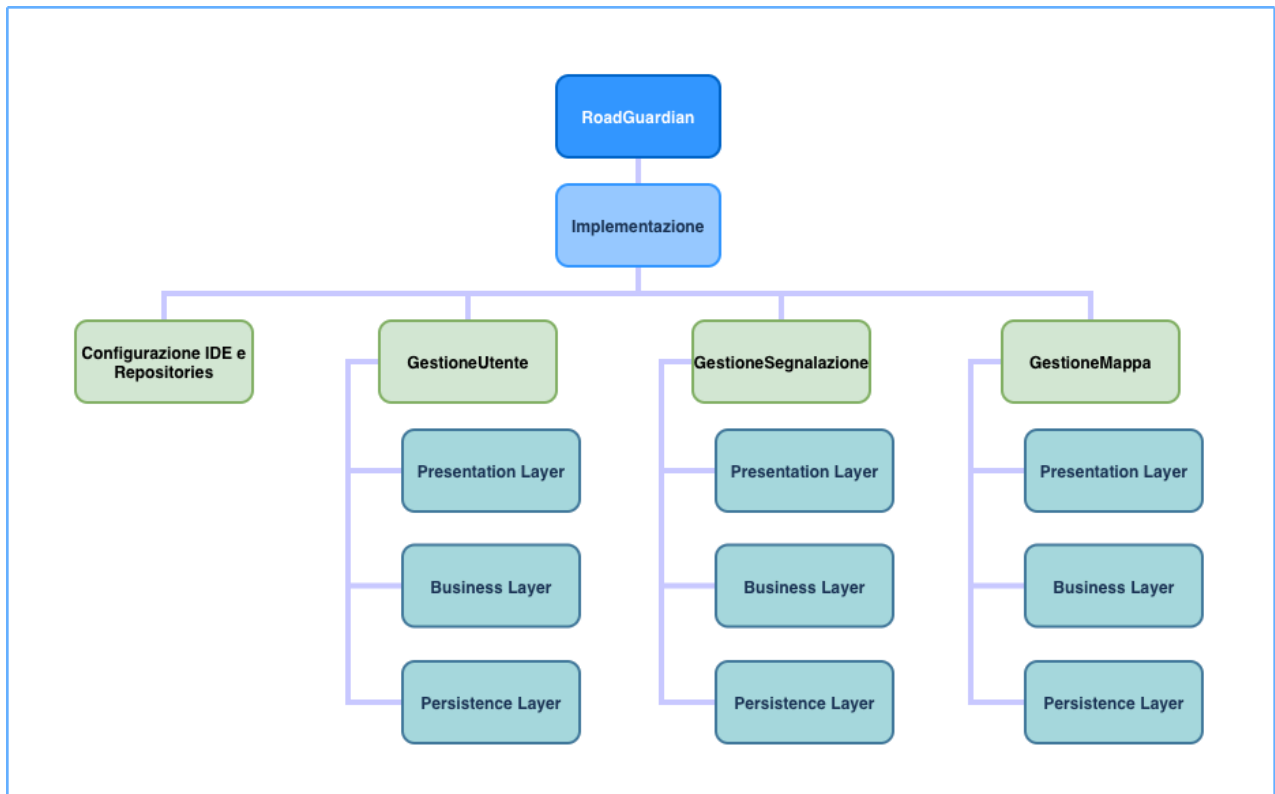 RoadGuardian
Implementazione
Configurazione IDE e
Repositories
GestioneUtente
GestioneSegnalazione
GestioneMappa
Presentation Layer
Presentation Layer
Presentation Layer
Business Layer
Business Layer
Business Layer
Persistence Layer
Persistence Layer
Persistence Layer